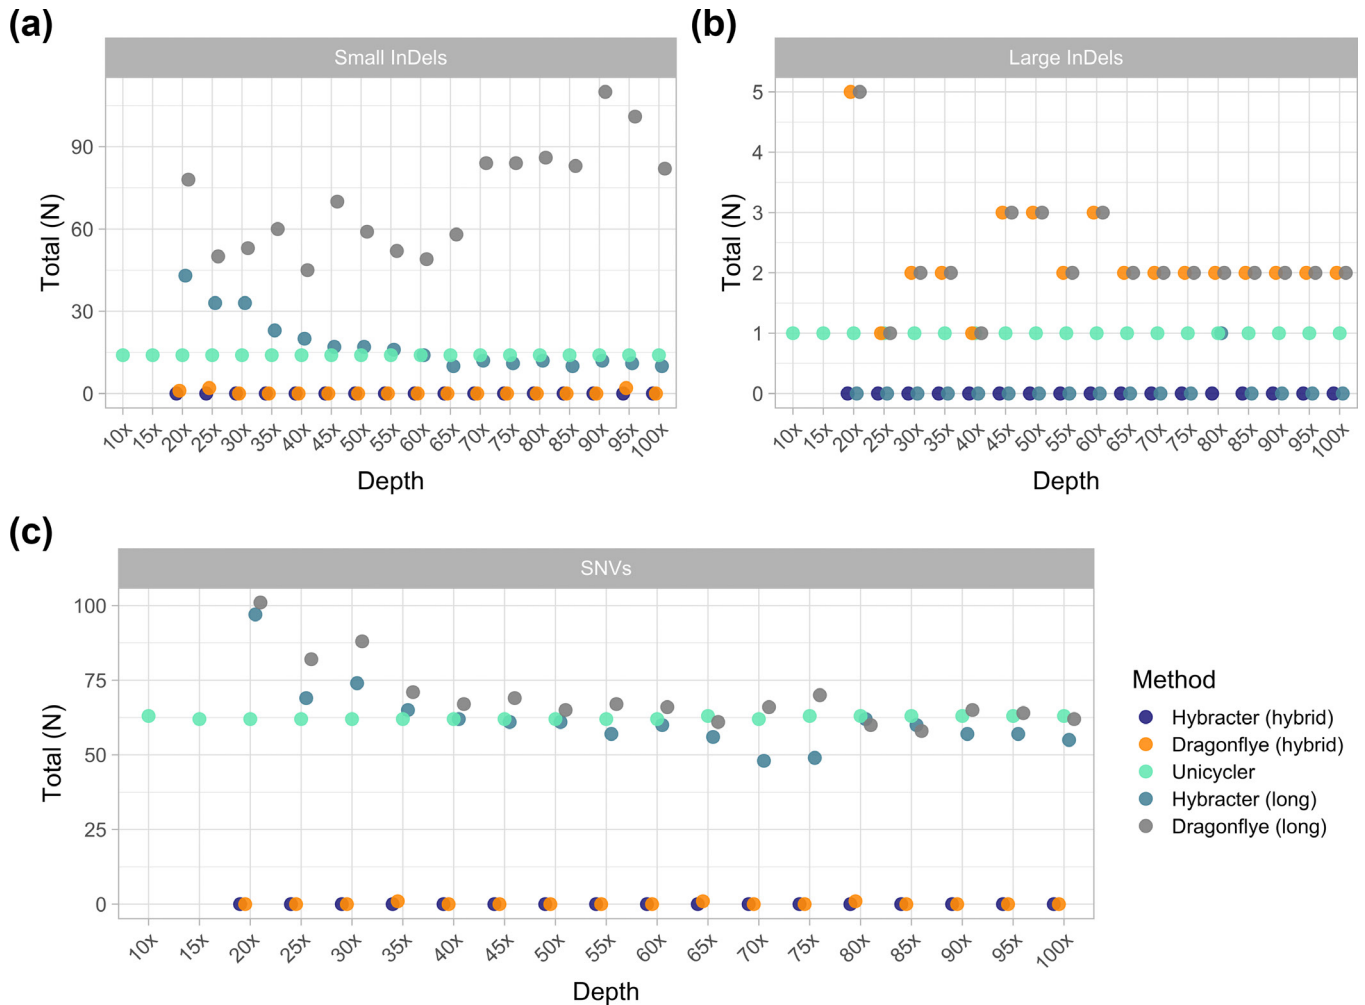 (a)
Small InDels
Total (N)
90
60
30
0
10x 15x 20x 25x 30x 35x 40x 45x 50x 55x 60x 65x 70x 75x 80x 85x 90x 95x 100x
Depth
(b)
Large InDels
Total (N)
5
4
3
2
1
0
10x 15x 20x 25x 30x 35x 40x 45x 50x 55x 60x 65x 70x 75x 80x 85x 90x 95x 100x
Depth
(c)
SNVs
Total (N)
100
75
50
25
0
10x 15x 20x 25x 30x 35x 40x 45x 50x 55x 60x 65x 70x 75x 80x 85x 90x 95x 100x
Depth
Method
Hybracter (hybrid)
Dragonflye (hybrid)
Unicycler
Hybracter (long)
Dragonflye (long)